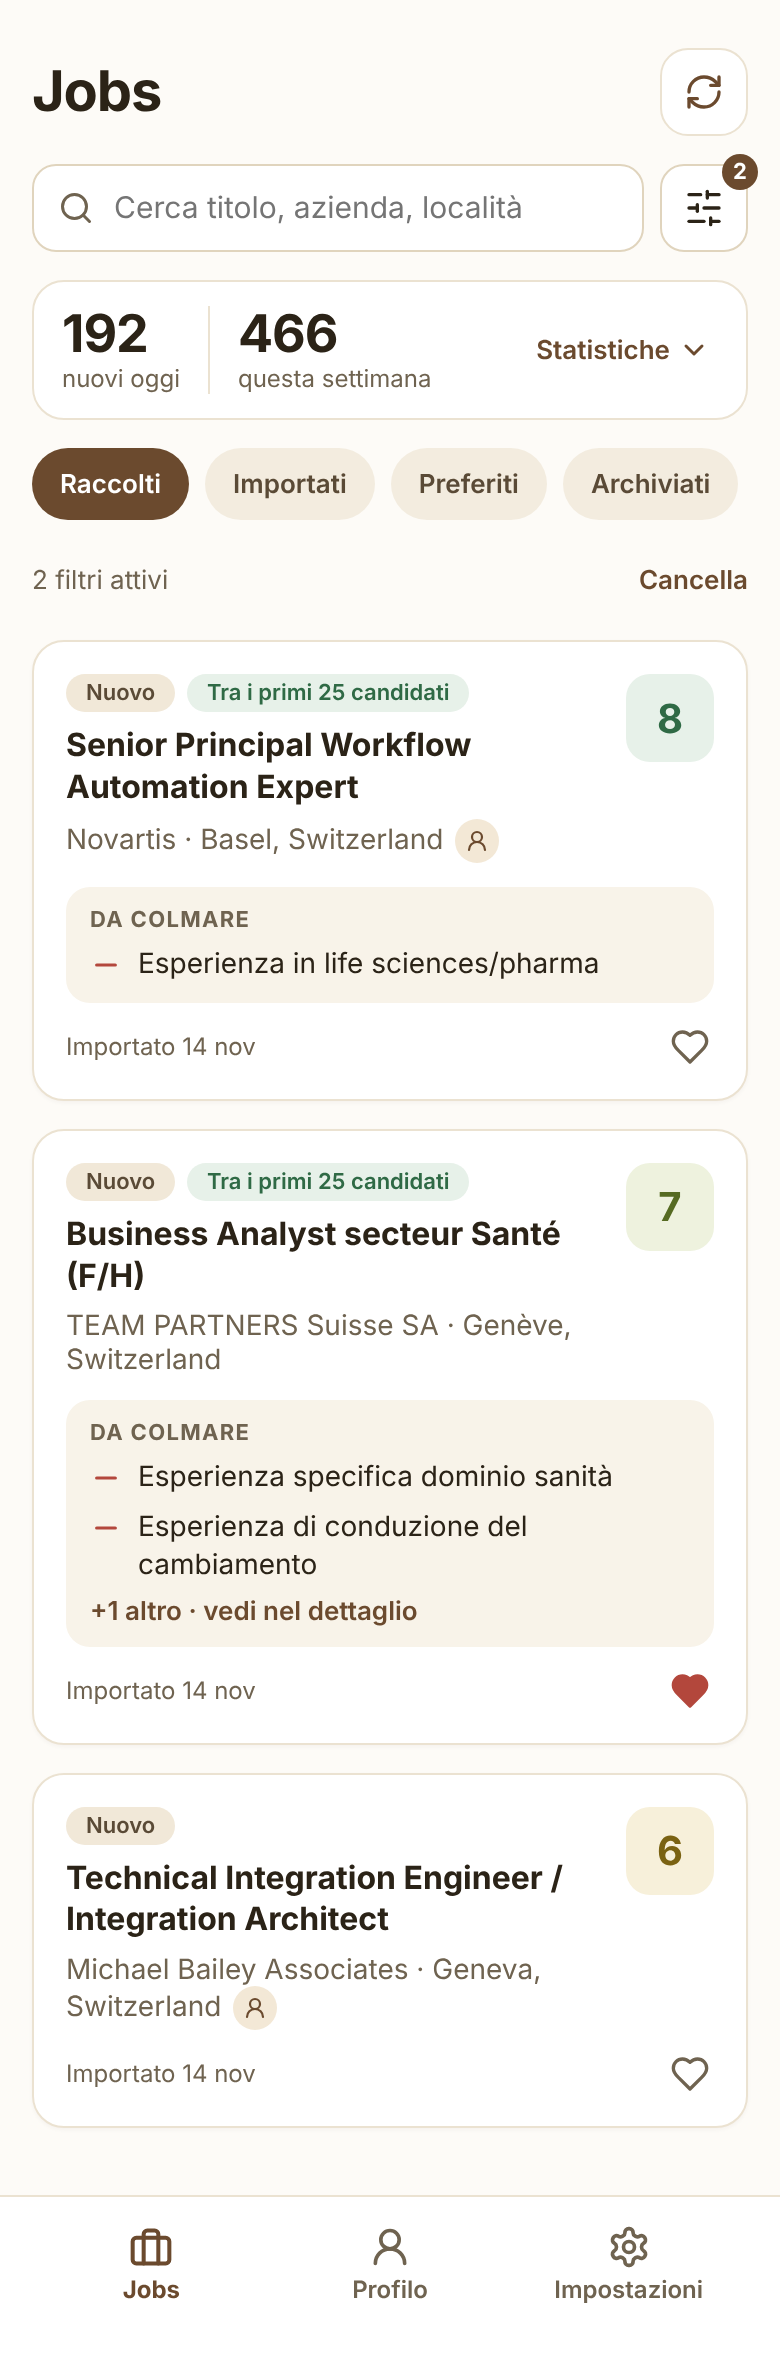 Jobs
Cerca titolo, azienda, località
2
192
nuovi oggi
466
questa settimana
Statistiche
Raccolti
Importati
Preferiti
Archiviati
2 filtri attivi
Cancella
Nuovo
Tra i primi 25 candidati
8
Senior Principal Workflow
Automation Expert
Novartis · Basel, Switzerland
DA COLMARE
— Esperienza in life sciences/pharma
Importato 14 nov
Nuovo
Tra i primi 25 candidati
7
Business Analyst secteur Santé
(F/H)
TEAM PARTNERS Suisse SA · Genève,
Switzerland
DA COLMARE
— Esperienza specifica dominio sanità
— Esperienza di conduzione del
cambiamento
+1 altro · vedi nel dettaglio
Importato 14 nov
Nuovo
6
Technical Integration Engineer /
Integration Architect
Michael Bailey Associates · Geneva,
Switzerland
Importato 14 nov
Jobs
Profilo
Impostazioni